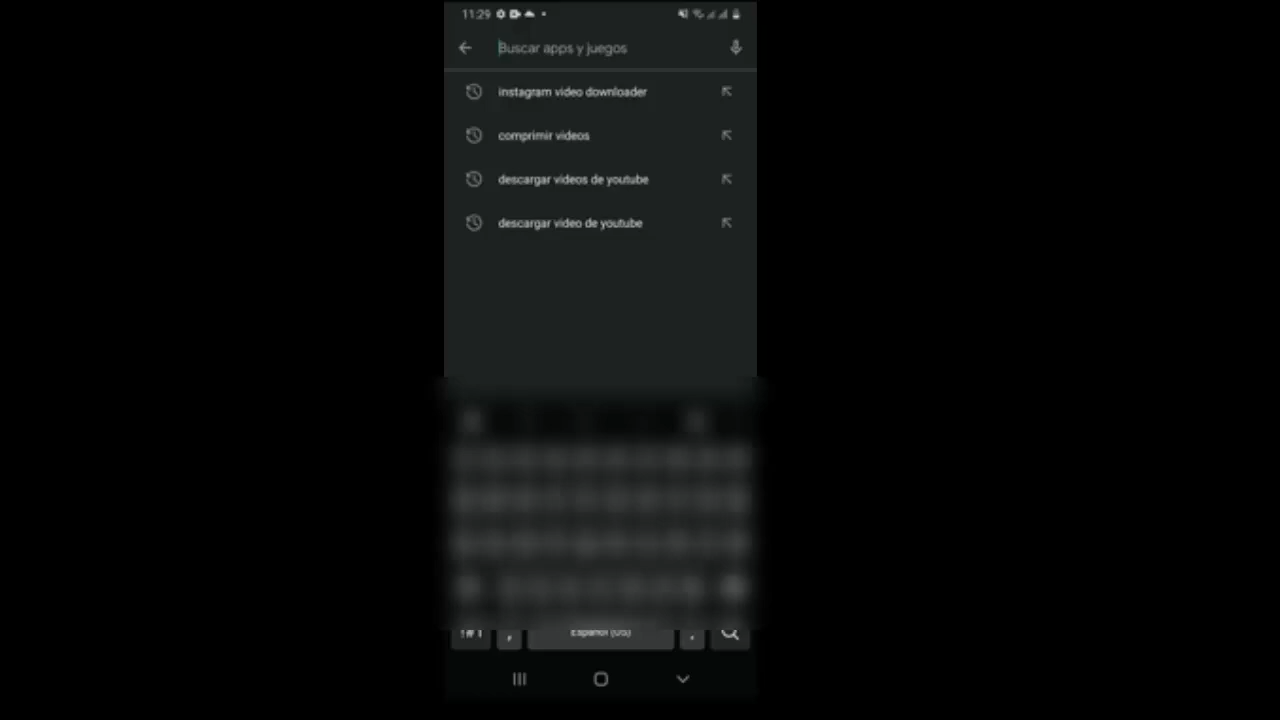 11:29
Buscar apps y juegos
instagram video downloader
comprimir videos
descargar videos de youtube
descargar video de youtube
!#1 , Español (US) .